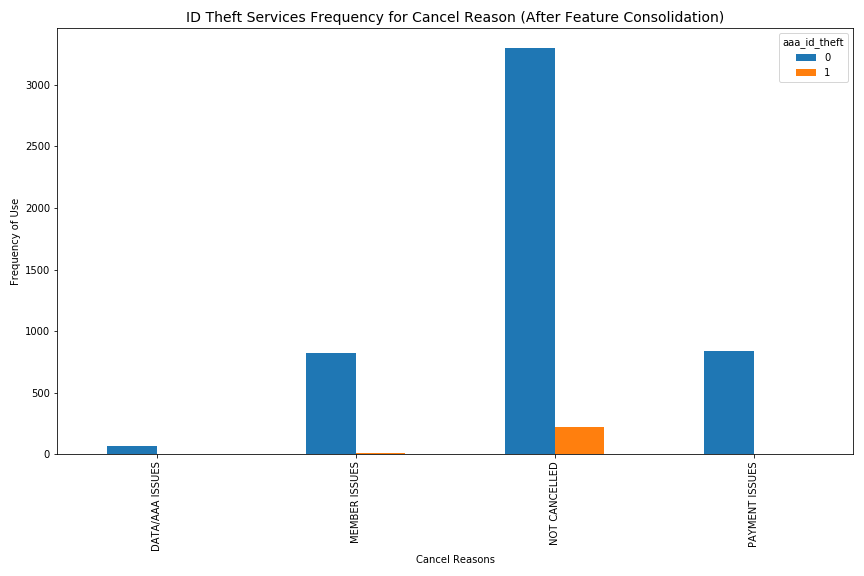 ID Theft Services Frequency for Cancel Reason (After Feature Consolidation)
aaa_id_theft
0
1
3000
2500
2000
1500
1000
500
0
Frequency of Use
DATA/AAA ISSUES
MEMBER ISSUES
NOT CANCELLED
PAYMENT ISSUES
Cancel Reasons